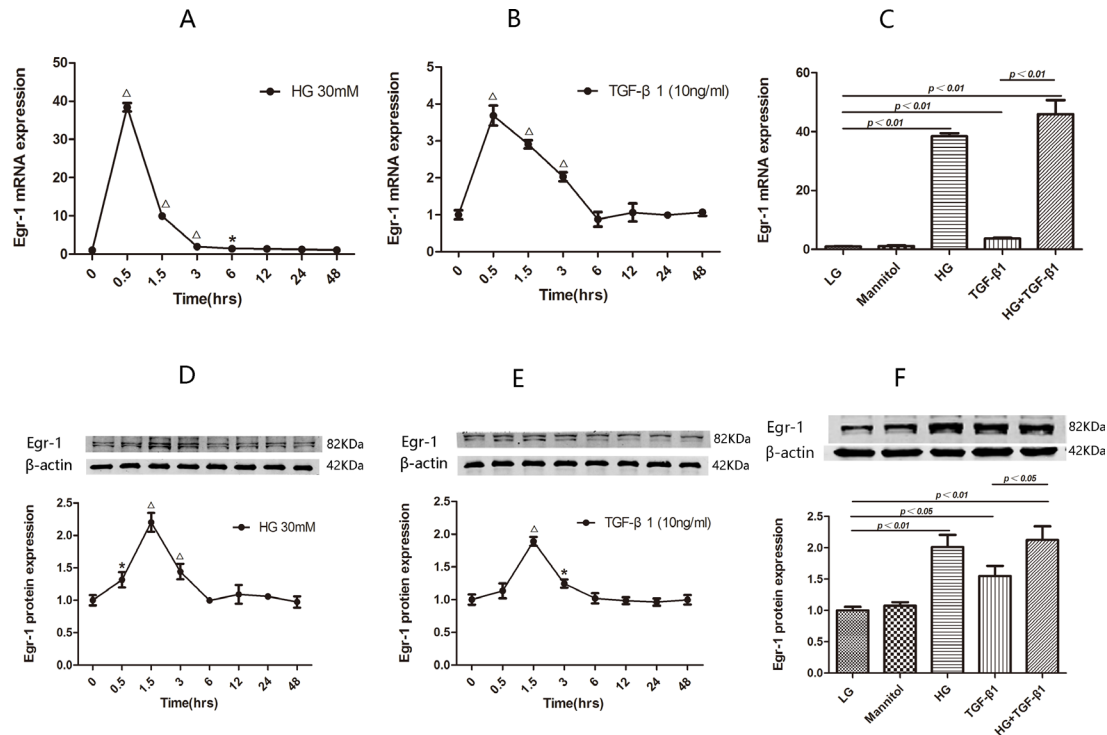 A
Egr-1 mRNA expression
50
40
30
20
10
0
△
△
△
*
HG 30mM
0
0.5
1.5
3
6
12
24
48
Time(hrs)
B
Egr-1 mRNA expression
5
4
3
2
1
0
△
△
△
TGF-β 1 (10ng/ml)
0
0.5
1.5
3
6
12
24
48
Time(hrs)
C
Egr-1 mRNA expression
60
40
20
0
p<0.01
p<0.01
p<0.01
p<0.01
LG
Mannitol
HG
TGF-β1
HG+TGF-β1
D
Egr-1
82KDa
β-actin
42KDa
Egr-1 protein expression
2.5
2.0
1.5
1.0
0.5
0.0
*
△
△
HG 30mM
0
0.5
1.5
3
6
12
24
48
Time(hrs)
E
Egr-1
82KDa
β-actin
42KDa
Egr-1 protien expression
2.5
2.0
1.5
1.0
0.5
0.0
△
*
TGF-β 1 (10ng/ml)
0
0.5
1.5
3
6
12
24
48
Time(hrs)
F
Egr-1
82KDa
β-actin
42KDa
Egr-1 protein expression
2.5
2.0
1.5
1.0
0.5
0.0
p<0.05
p<0.01
p<0.05
p<0.01
LG
Mannitol
HG
TGF-β1
HG+TGF-β1